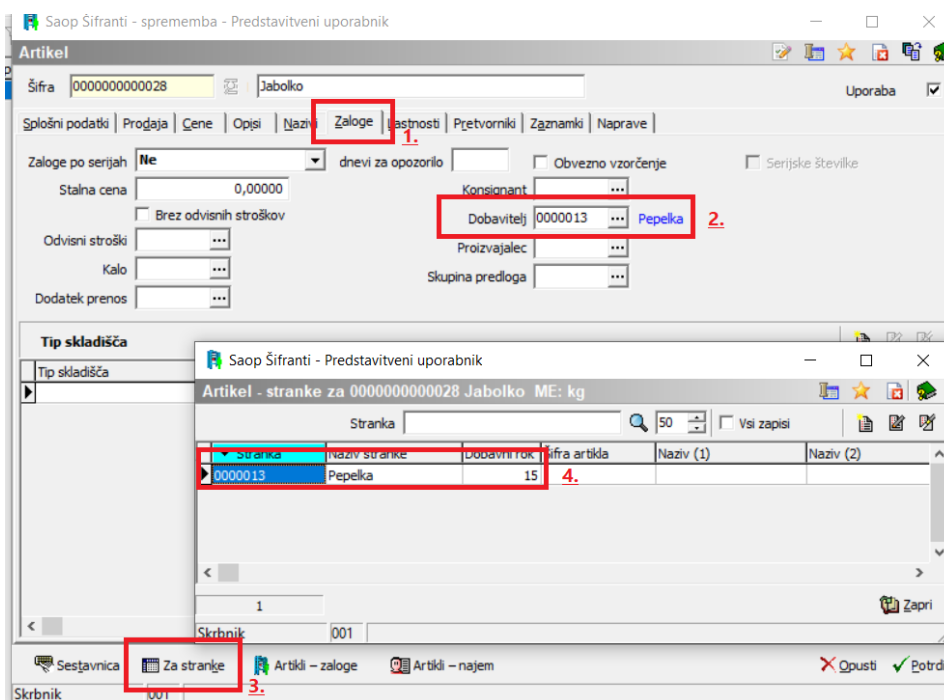 Saop Šifranti - sprememba - Predstavitveni uporabnik
Artikel
Šifra 0000000000028 Jabolko Uporaba
Splošni podatki Prodaja Cene Opisi Nazivi Zaloge Lastnosti Pretvorniki Zaznamki Naprave
1.
Zaloge po serijah Ne dnevi za opozorilo Obvezno vzorčenje Serijske številke
Stalna cena 0,00000 Konsignant
Brez odvisnih stroškov Dobavitelj 0000013 ... Pepelka 2.
Odvisni stroški ... Proizvajalec ...
Kalo ... Skupina predloga ...
Dodatek prenos ...
Tip skladišča
Tip skladišča
Saop Šifranti - Predstavitveni uporabnik
Artikel - stranke za 0000000000028 Jabolko ME: kg
Stranka 50 Vsi zapisi
Stranka Naziv stranke Dobavni rok Šifra artikla Naziv (1) Naziv (2)
0000013 Pepelka 15 4.
1 Zapri
Skrbnik 001
Sestavnica Za stranke Artikli – zaloge Artikli – najem Opusti Potrdi
3.
Skrbnik 001